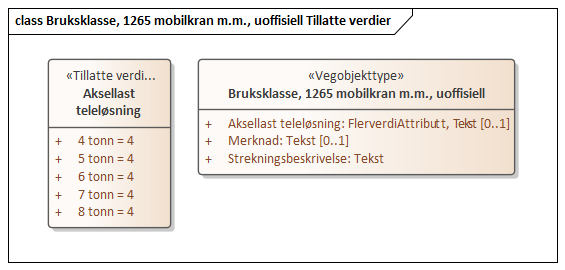 class Bruksklasse, 1265 mobilkran m.m., uoffisiell Tillatte verdier
«Tillatte verdi...
Aksellast
teleløsning
+ 4 tonn = 4
+ 5 tonn = 4
+ 6 tonn = 4
+ 7 tonn = 4
+ 8 tonn = 4
«Vegobjekttype»
Bruksklasse, 1265 mobilkran m.m., uoffisiell
+ Aksellast teleløsning: FlerverdiAttributt, Tekst [0..1]
+ Merknad: Tekst [0..1]
+ Strekningsbeskrivelse: Tekst